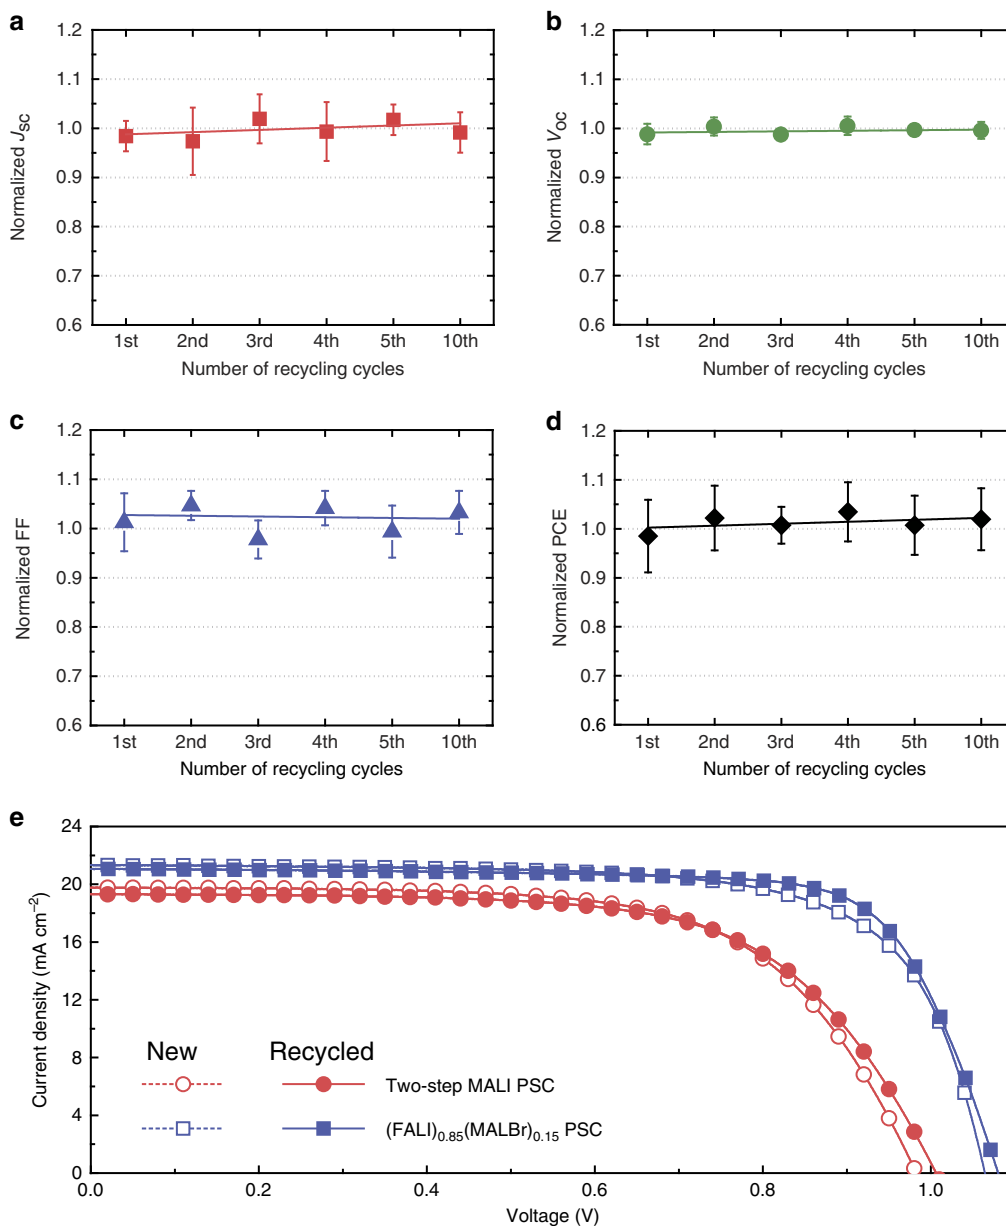 a
1.2
1.1
1.0
0.9
0.8
0.7
0.6
Normalized JSC
1st 2nd 3rd 4th 5th 10th
Number of recycling cycles
b
1.2
1.1
1.0
0.9
0.8
0.7
0.6
Normalized VOC
1st 2nd 3rd 4th 5th 10th
Number of recycling cycles
c
1.2
1.1
1.0
0.9
0.8
0.7
0.6
Normalized FF
1st 2nd 3rd 4th 5th 10th
Number of recycling cycles
d
1.2
1.1
1.0
0.9
0.8
0.7
0.6
Normalized PCE
1st 2nd 3rd 4th 5th 10th
Number of recycling cycles
e
24
20
16
12
8
4
0
Current density (mA cm⁻²)
New Recycled
Two-step MALI PSC
(FALI)0.85(MALBr)0.15 PSC
0.0 0.2 0.4 0.6 0.8 1.0
Voltage (V)